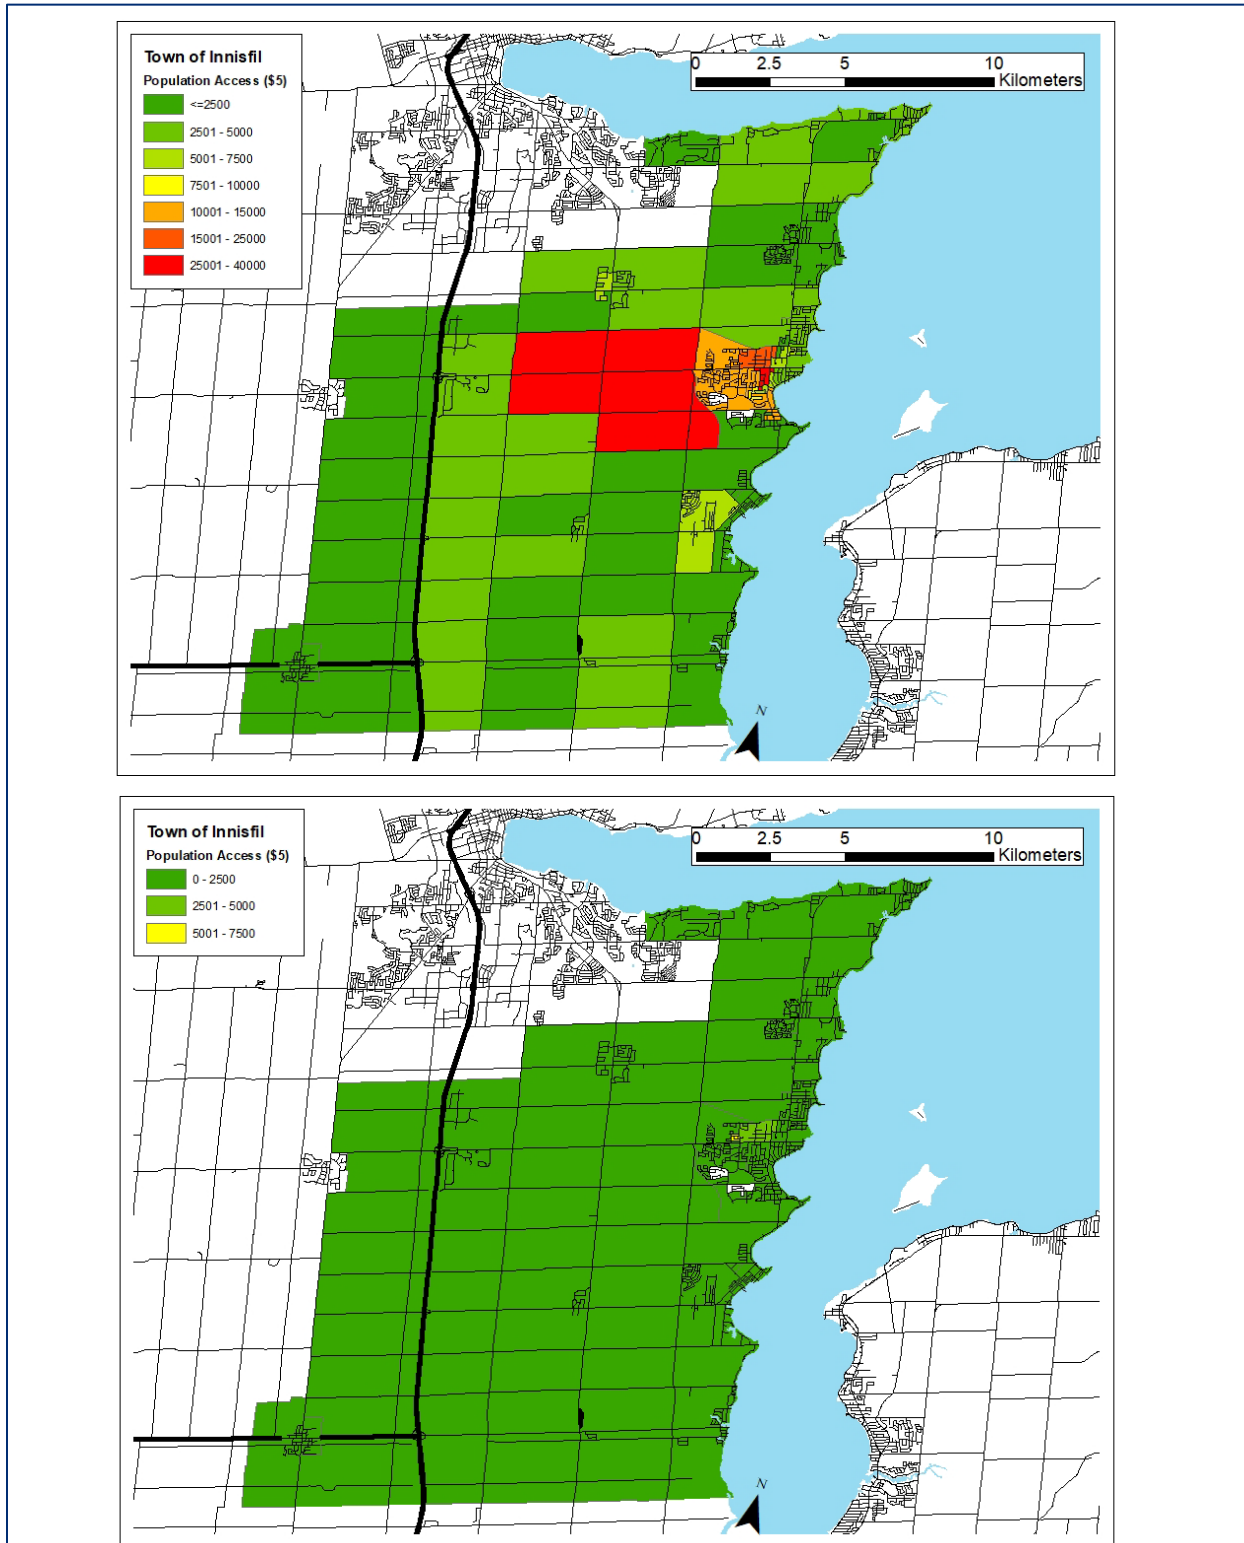 Town of Innisfil
Population Access ($5)
<=2500
2501 - 5000
5001 - 7500
7501 - 10000
10001 - 15000
15001 - 25000
25001 - 40000
0 2.5 5 10
Kilometers
N
Town of Innisfil
Population Access ($5)
0 - 2500
2501 - 5000
5001 - 7500
0 2.5 5 10
Kilometers
N